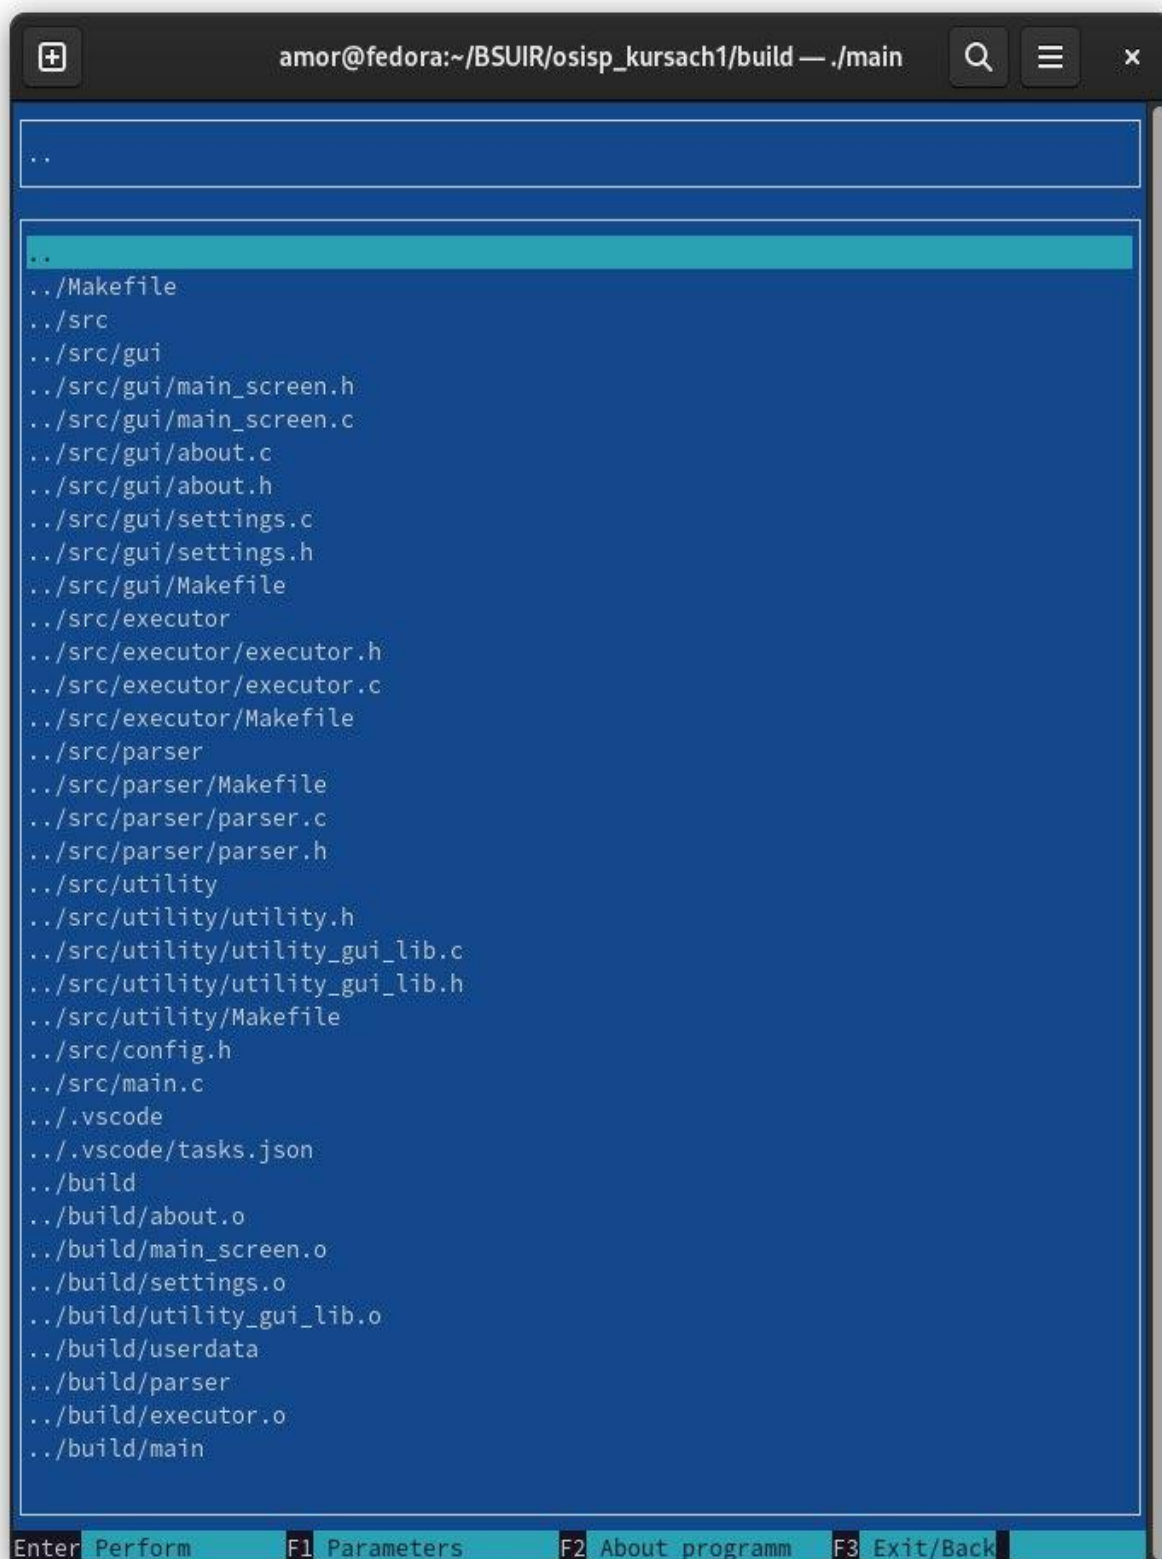 amor@fedora:~/BSUIR/osisp_kursach1/build — ./main
..
..
../Makefile
../src
../src/gui
../src/gui/main_screen.h
../src/gui/main_screen.c
../src/gui/about.c
../src/gui/about.h
../src/gui/settings.c
../src/gui/settings.h
../src/gui/Makefile
../src/executor
../src/executor/executor.h
../src/executor/executor.c
../src/executor/Makefile
../src/parser
../src/parser/Makefile
../src/parser/parser.c
../src/parser/parser.h
../src/utility
../src/utility/utility.h
../src/utility/utility_gui_lib.c
../src/utility/utility_gui_lib.h
../src/utility/Makefile
../src/config.h
../src/main.c
../.vscode
../.vscode/tasks.json
../build
../build/about.o
../build/main_screen.o
../build/settings.o
../build/utility_gui_lib.o
../build/userdata
../build/parser
../build/executor.o
../build/main
Enter Perform F1 Parameters F2 About programm F3 Exit/Back